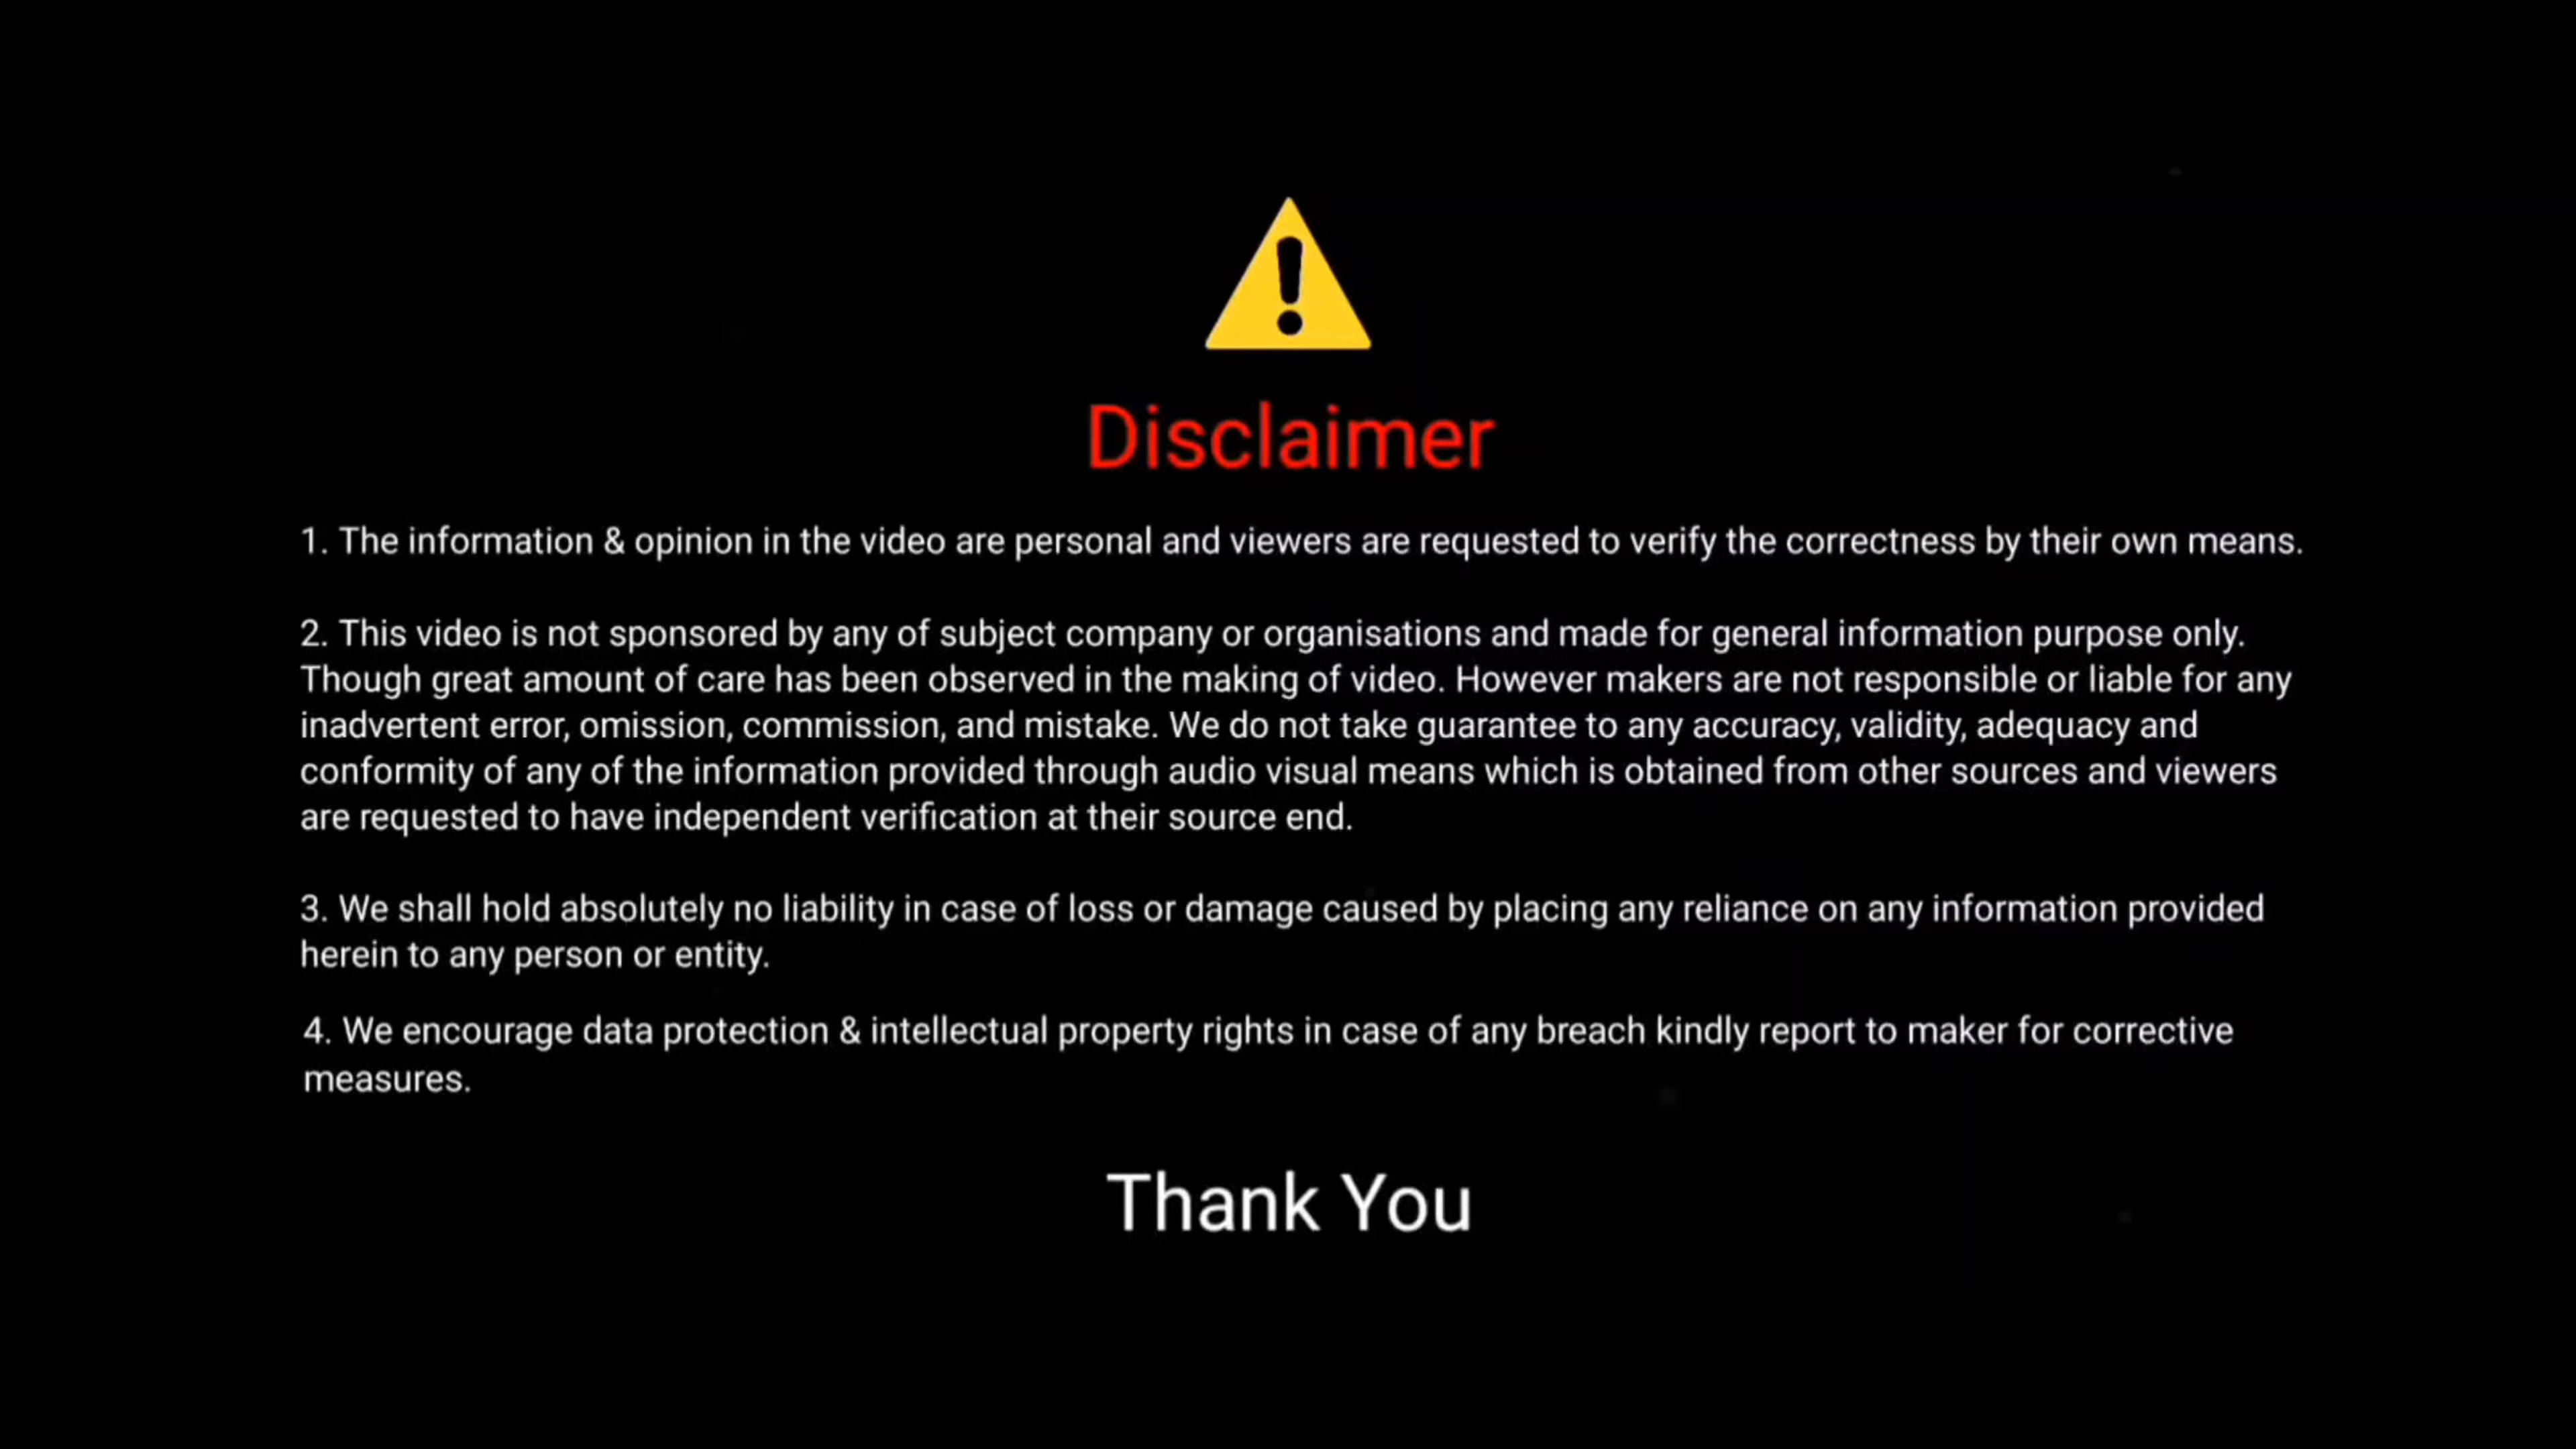 Disclaimer
1. The information & opinion in the video are personal and viewers are requested to verify the correctness by their own means.
2. This video is not sponsored by any of subject company or organisations and made for general information purpose only.
Though great amount of care has been observed in the making of video. However makers are not responsible or liable for any
inadvertent error, omission, commission, and mistake. We do not take guarantee to any accuracy, validity, adequacy and
conformity of any of the information provided through audio visual means which is obtained from other sources and viewers
are requested to have independent verification at their source end.
3. We shall hold absolutely no liability in case of loss or damage caused by placing any reliance on any information provided
herein to any person or entity.
4. We encourage data protection & intellectual property rights in case of any breach kindly report to maker for corrective
measures.
Thank You